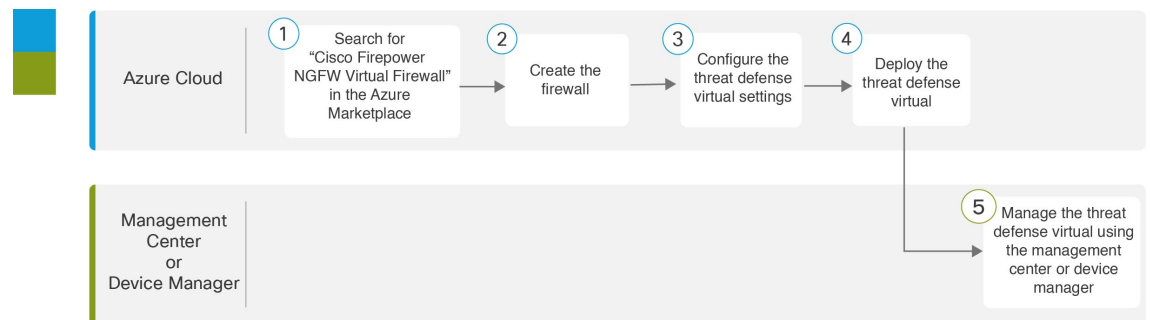 Azure Cloud
1
Search for
“Cisco Firepower
NGFW Virtual Firewall”
in the Azure
Marketplace
2
Create the
firewall
3
Configure the
threat defense
virtual settings
4
Deploy the
threat defense
virtual
Management
Center
or
Device Manager
5
Manage the threat
defense virtual using
the management
center or device
manager